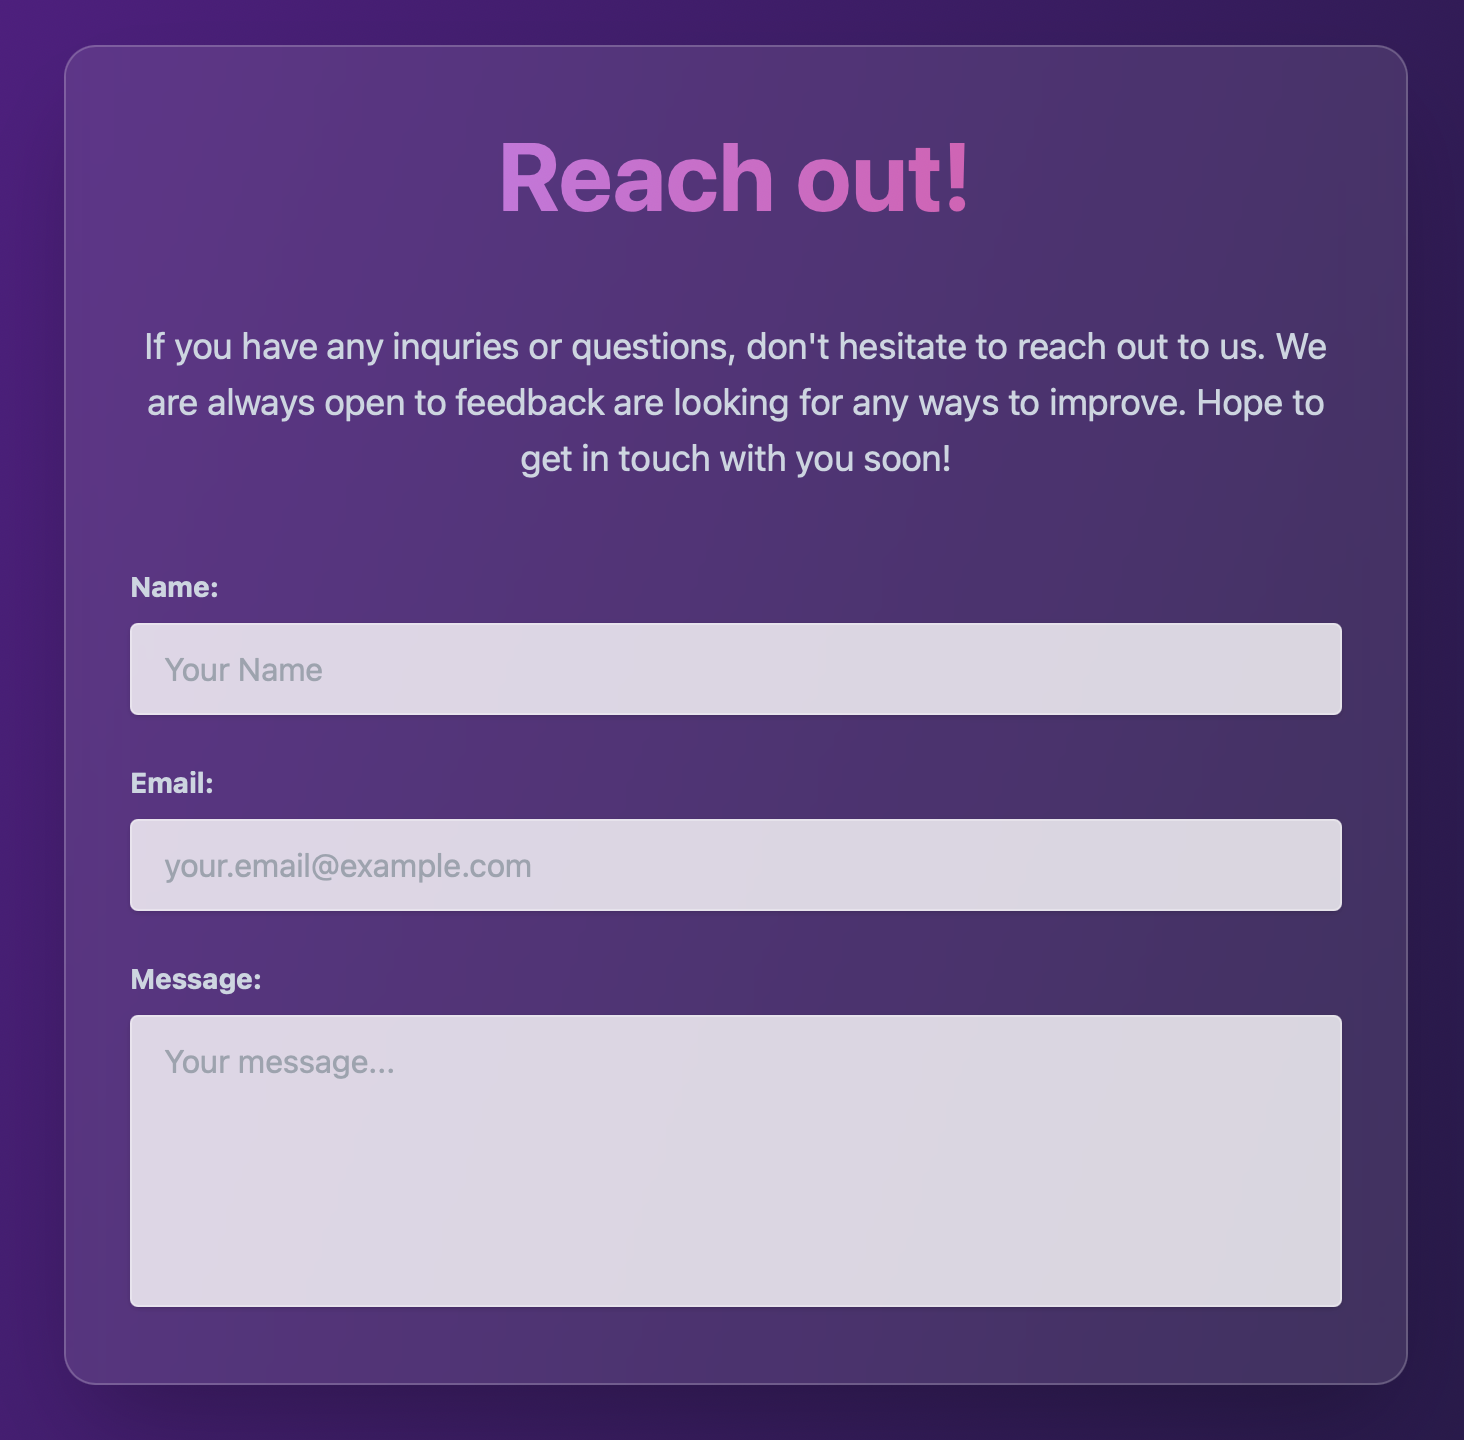 Reach out!
If you have any inquries or questions, don't hesitate to reach out to us. We
are always open to feedback are looking for any ways to improve. Hope to
get in touch with you soon!
Name:
Your Name
Email:
your.email@example.com
Message:
Your message...